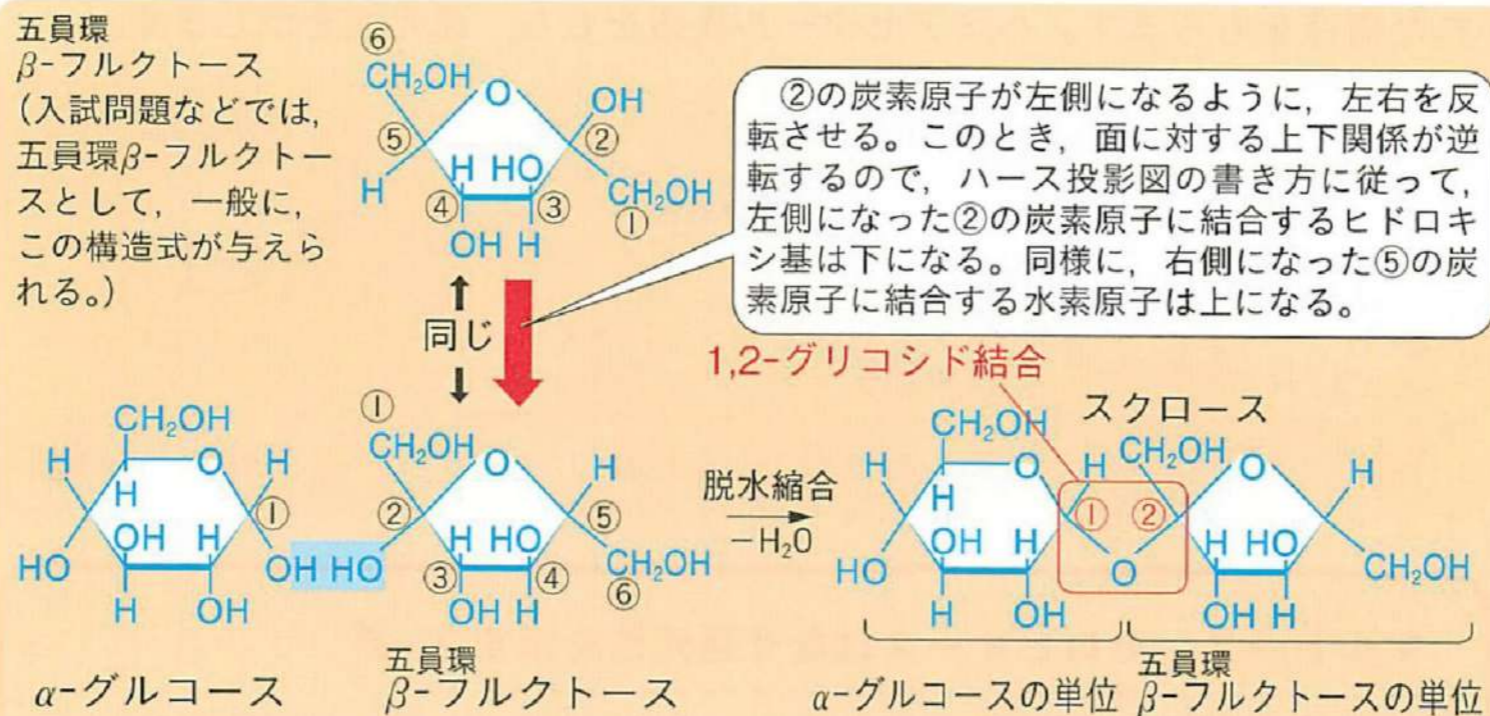 五員環
β-フルクトース
(入試問題などでは,
五員環β-フルクトー
スとして, 一般に,
この構造式が与えら
れる。)
⑥
CH₂OH
O
OH
⑤
②
H
H HO
CH₂OH
④
③
①
OH H
②の炭素原子が左側になるように, 左右を反
転させる。このとき, 面に対する上下関係が逆
転するので, ハース投影図の書き方に従って,
左側になった②の炭素原子に結合するヒドロキ
シ基は下になる。同様に, 右側になった⑤の炭
素原子に結合する水素原子は上になる。
同じ
1,2-グリコシド結合
スクロース
CH₂OH
H
O
H
H
①
OH H
HO
OH
H OH
α-グルコース
①
CH₂OH
O
H
②
⑤
HO
H HO
③
④
CH₂OH
⑥
OH H
五員環
β-フルクトース
脱水縮合
−H₂O
CH₂OH
H
O
H
H
①
OH H
HO
H OH
O
CH₂OH
O
H
②
H HO
CH₂OH
OH H
α-グルコースの単位
五員環
β-フルクトースの単位